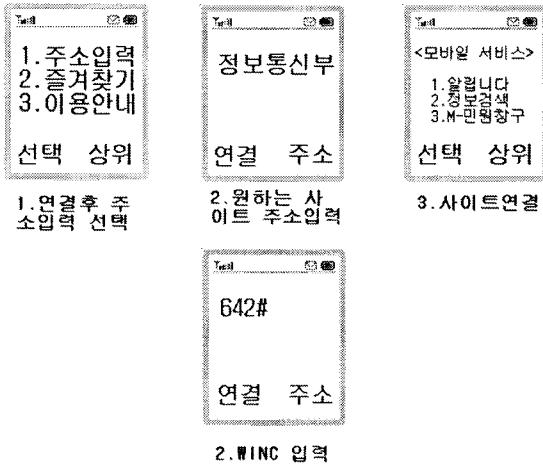 1.주소입력
2.즐겨찾기
3.이용안내
선택 상위
1.연결후 주
소입력 선택
정보통신부
연결 주소
2.원하는 사
이트 주소입력
<모바일 서비스>
1.알립니다
2.정보검색
3.M-민원창구
선택 상위
3.사이트연결
642#
연결 주소
2.WINC 입력